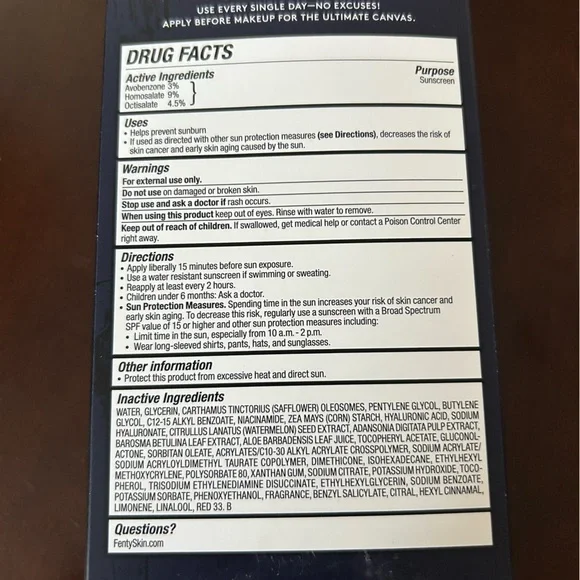 USE EVERY SINGLE DAY—NO EXCUSES!
APPLY BEFORE MAKEUP FOR THE ULTIMATE CANVAS.
DRUG FACTS
Active Ingredients Purpose
Avobenzone 3% Sunscreen
Homosalate 9%
Octisalate 4.5%
Uses
• Helps prevent sunburn
• If used as directed with other sun protection measures (see Directions), decreases the risk of
skin cancer and early skin aging caused by the sun.
Warnings
For external use only.
Do not use on damaged or broken skin.
Stop use and ask a doctor if rash occurs.
When using this product keep out of eyes. Rinse with water to remove.
Keep out of reach of children. If swallowed, get medical help or contact a Poison Control Center
right away.
Directions
• Apply liberally 15 minutes before sun exposure.
• Use a water resistant sunscreen if swimming or sweating.
• Reapply at least every 2 hours.
• Children under 6 months: Ask a doctor.
• Sun Protection Measures. Spending time in the sun increases your risk of skin cancer and
early skin aging. To decrease this risk, regularly use a sunscreen with a Broad Spectrum
SPF value of 15 or higher and other sun protection measures including:
• Limit time in the sun, especially from 10 a.m. - 2 p.m.
• Wear long-sleeved shirts, pants, hats, and sunglasses.
Other information
• Protect this product from excessive heat and direct sun.
Inactive Ingredients
WATER, GLYCERIN, CARTHAMUS TINCTORIUS (SAFFLOWER) OLEOSOMES, PENTYLENE GLYCOL, BUTYLENE
GLYCOL, C12-15 ALKYL BENZOATE, NIACINAMIDE, ZEA MAYS (CORN) STARCH, HYALURONIC ACID, SODIUM
HYALURONATE, CITRULLUS LANATUS (WATERMELON) SEED EXTRACT, ADANSONIA DIGITATA PULP EXTRACT,
BAROSMA BETULINA LEAF EXTRACT, ALOE BARBADENSIS LEAF JUICE, TOCOPHERYL ACETATE, GLUCONOL-
ACTONE, SORBITAN OLEATE, ACRYLATES/C10-30 ALKYL ACRYLATE CROSSPOLYMER, SODIUM ACRYLATE/
SODIUM ACRYLOYLDIMETHYL TAURATE COPOLYMER, DIMETHICONE, ISOHEXADECANE, ETHYLHEXYL
METHOXYCRYLENE, POLYSORBATE 80, XANTHAN GUM, SODIUM CITRATE, POTASSIUM HYDROXIDE, TOCO-
PHEROL, TRISODIUM ETHYLENEDIAMINE DISUCCINATE, ETHYLHEXYLGLYCERIN, SODIUM BENZOATE,
POTASSIUM SORBATE, PHENOXYETHANOL, FRAGRANCE, BENZYL SALICYLATE, CITRAL, HEXYL CINNAMAL,
LIMONENE, LINALOOL, RED 33. B
Questions?
FentySkin.com